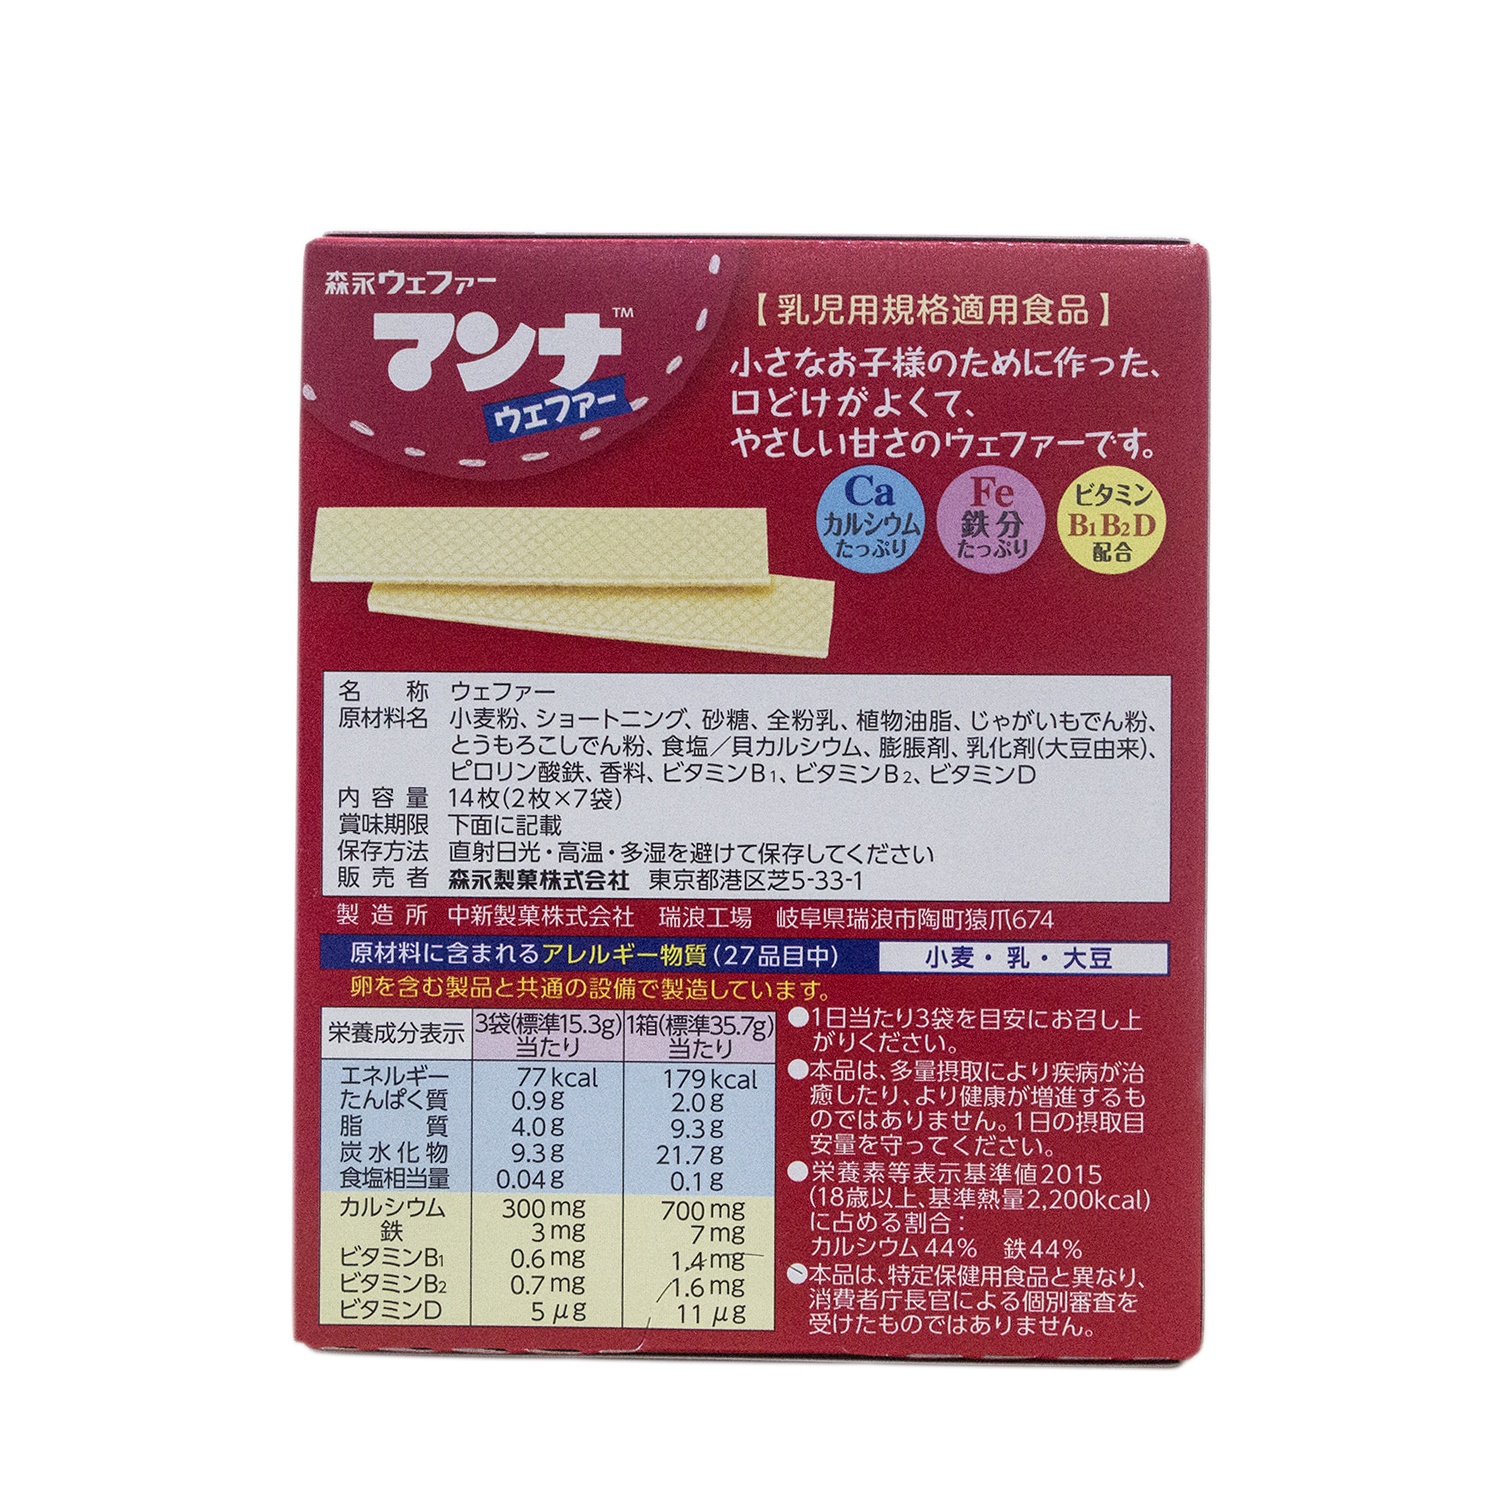 森永ウェファー
マンナ™
ウェファー
【乳児用規格適用食品】
小さなお子様のために作った、
口どけがよくて、
やさしい甘さのウェファーです。
Ca
カルシウム
たっぷり
Fe
鉄分
たっぷり
ビタミン
B1B2D
配合
名称 ウェファー
原材料名 小麦粉、ショートニング、砂糖、全粉乳、植物油脂、じゃがいもでん粉、
とうもろこしでん粉、食塩／貝カルシウム、膨脹剤、乳化剤(大豆由来)、
ピロリン酸鉄、香料、ビタミンB1、ビタミンB2、ビタミンD
内容量 14枚(2枚×7袋)
賞味期限 下面に記載
保存方法 直射日光・高温・多湿を避けて保存してください
販売者 森永製菓株式会社 東京都港区芝5-33-1
製造所 中新製菓株式会社 瑞浪工場 岐阜県瑞浪市陶町猿爪674
原材料に含まれるアレルギー物質(27品目中) 小麦・乳・大豆
卵を含む製品と共通の設備で製造しています。
栄養成分表示 3袋(標準15.3g)当たり 1箱(標準35.7g)当たり
エネルギー 77kcal 179kcal
たんぱく質 0.9g 2.0g
脂質 4.0g 9.3g
炭水化物 9.3g 21.7g
食塩相当量 0.04g 0.1g
カルシウム 300mg 700mg
鉄 3mg 7mg
ビタミンB1 0.6mg 1.4mg
ビタミンB2 0.7mg 1.6mg
ビタミンD 5μg 11μg
●1日当たり3袋を目安にお召し上
がりください。
●本品は、多量摂取により疾病が治
癒したり、より健康が増進するも
のではありません。1日の摂取目
安量を守ってください。
●栄養素等表示基準値2015
(18歳以上、基準熱量2,200kcal)
に占める割合：
カルシウム44% 鉄44%
●本品は、特定保健用食品と異なり、
消費者庁長官による個別審査を
受けたものではありません。